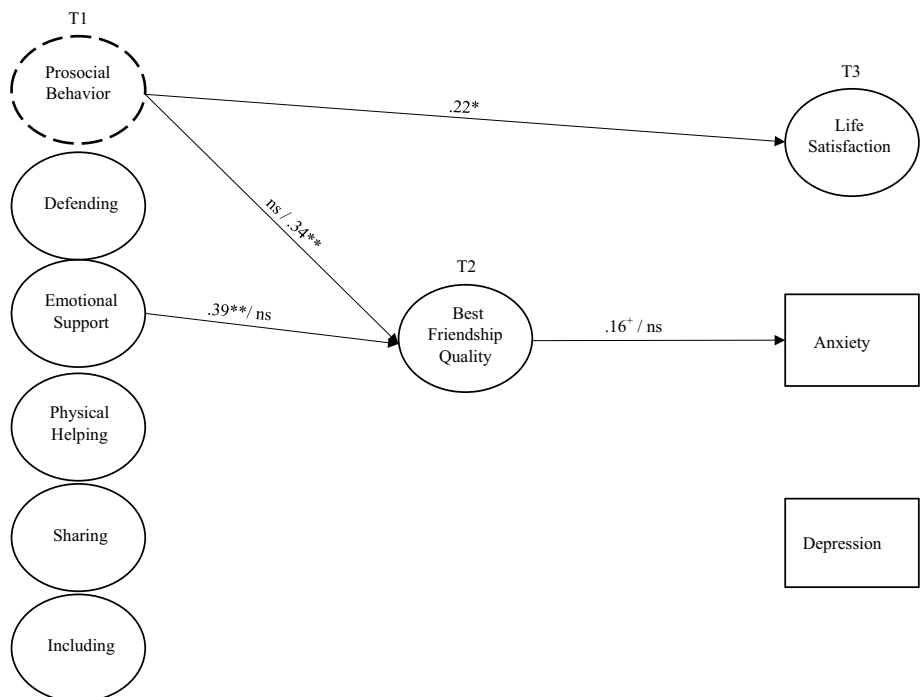 T1
Prosocial
Behavior
T3
.22*
Life
Satisfaction
Defending
ns / .34**
T2
Emotional
Support
.39**/ ns
Best
Friendship
Quality
.16+ / ns
Anxiety
Physical
Helping
Sharing
Depression
Including